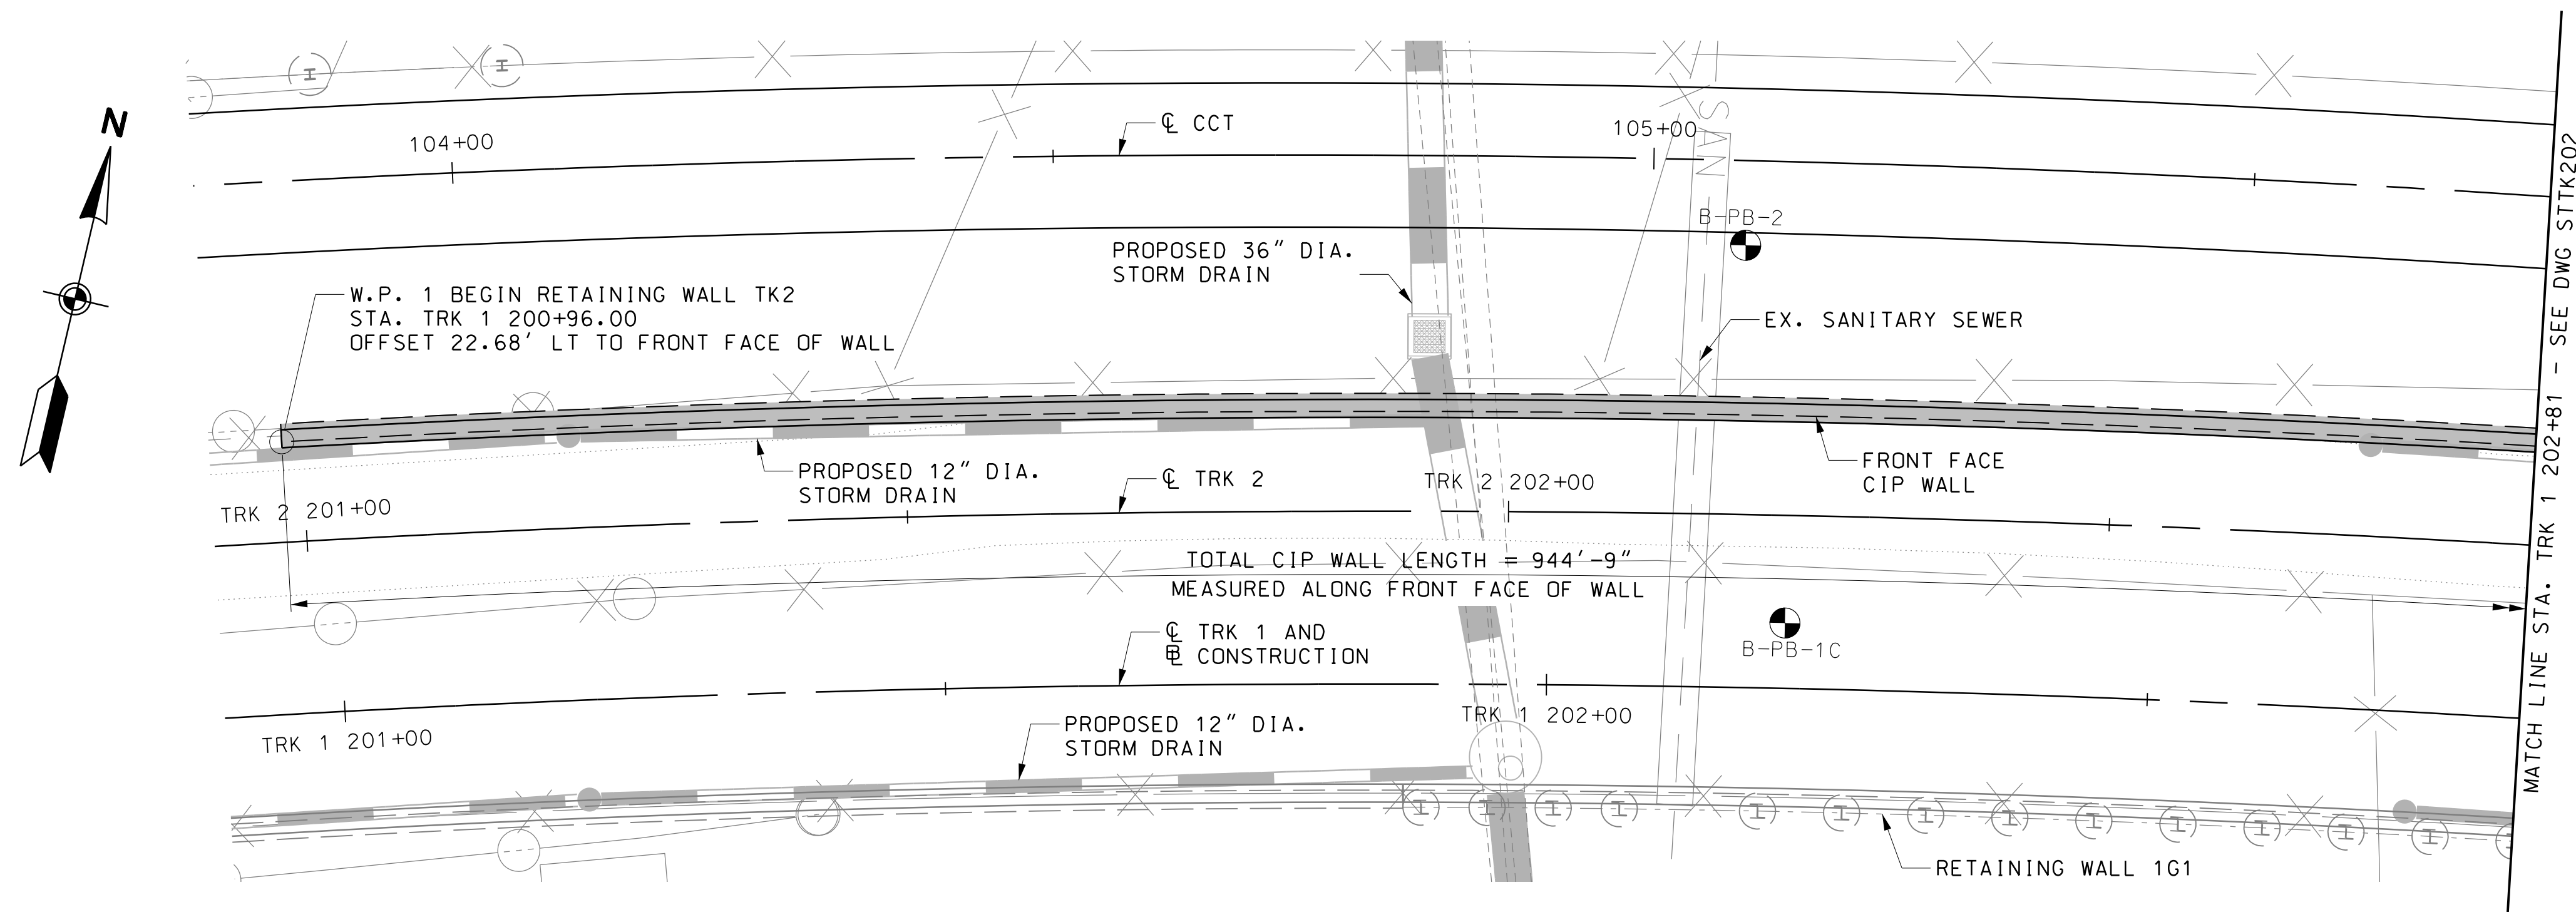 N
104+00
℄ CCT
105+00
SAN
B-PB-2
PROPOSED 36" DIA.
STORM DRAIN
W.P. 1 BEGIN RETAINING WALL TK2
STA. TRK 1 200+96.00
OFFSET 22.68' LT TO FRONT FACE OF WALL
EX. SANITARY SEWER
PROPOSED 12" DIA.
STORM DRAIN
℄ TRK 2
TRK 2 202+00
FRONT FACE
CIP WALL
TRK 2 201+00
TOTAL CIP WALL LENGTH = 944'-9"
MEASURED ALONG FRONT FACE OF WALL
℄ TRK 1 AND
BL CONSTRUCTION
B-PB-1C
TRK 1 201+00
PROPOSED 12" DIA.
STORM DRAIN
TRK 1 202+00
RETAINING WALL 1G1
MATCH LINE STA. TRK 1 202+81 - SEE DWG STTK202